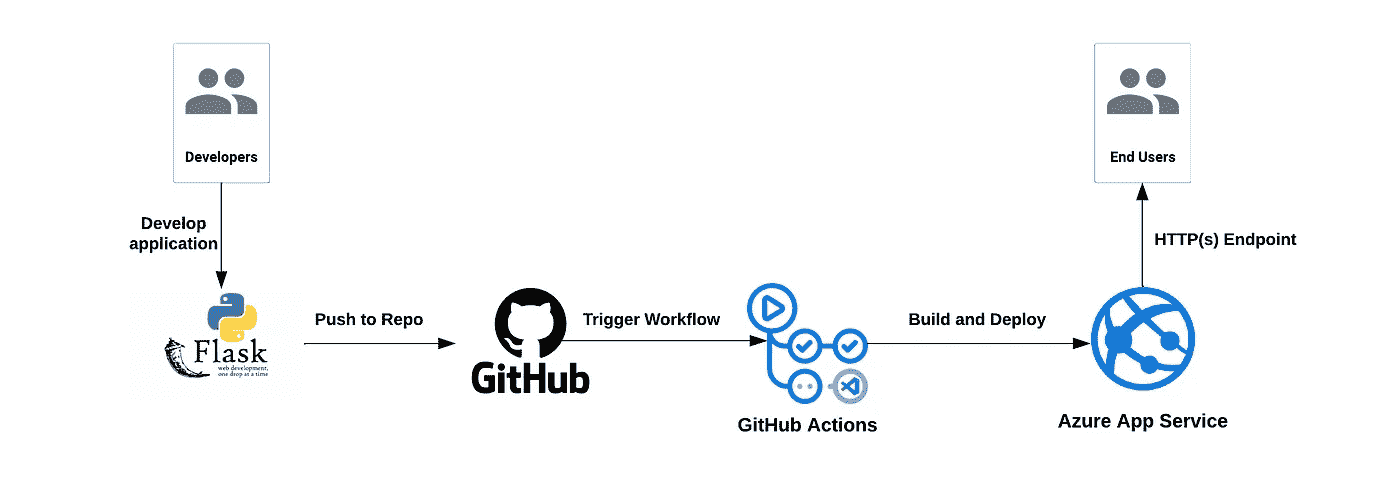 Developers
End Users
Develop
application
HTTP(s) Endpoint
Flask
web development,
one drop at a time
Push to Repo
GitHub
Trigger Workflow
GitHub Actions
Build and Deploy
Azure App Service